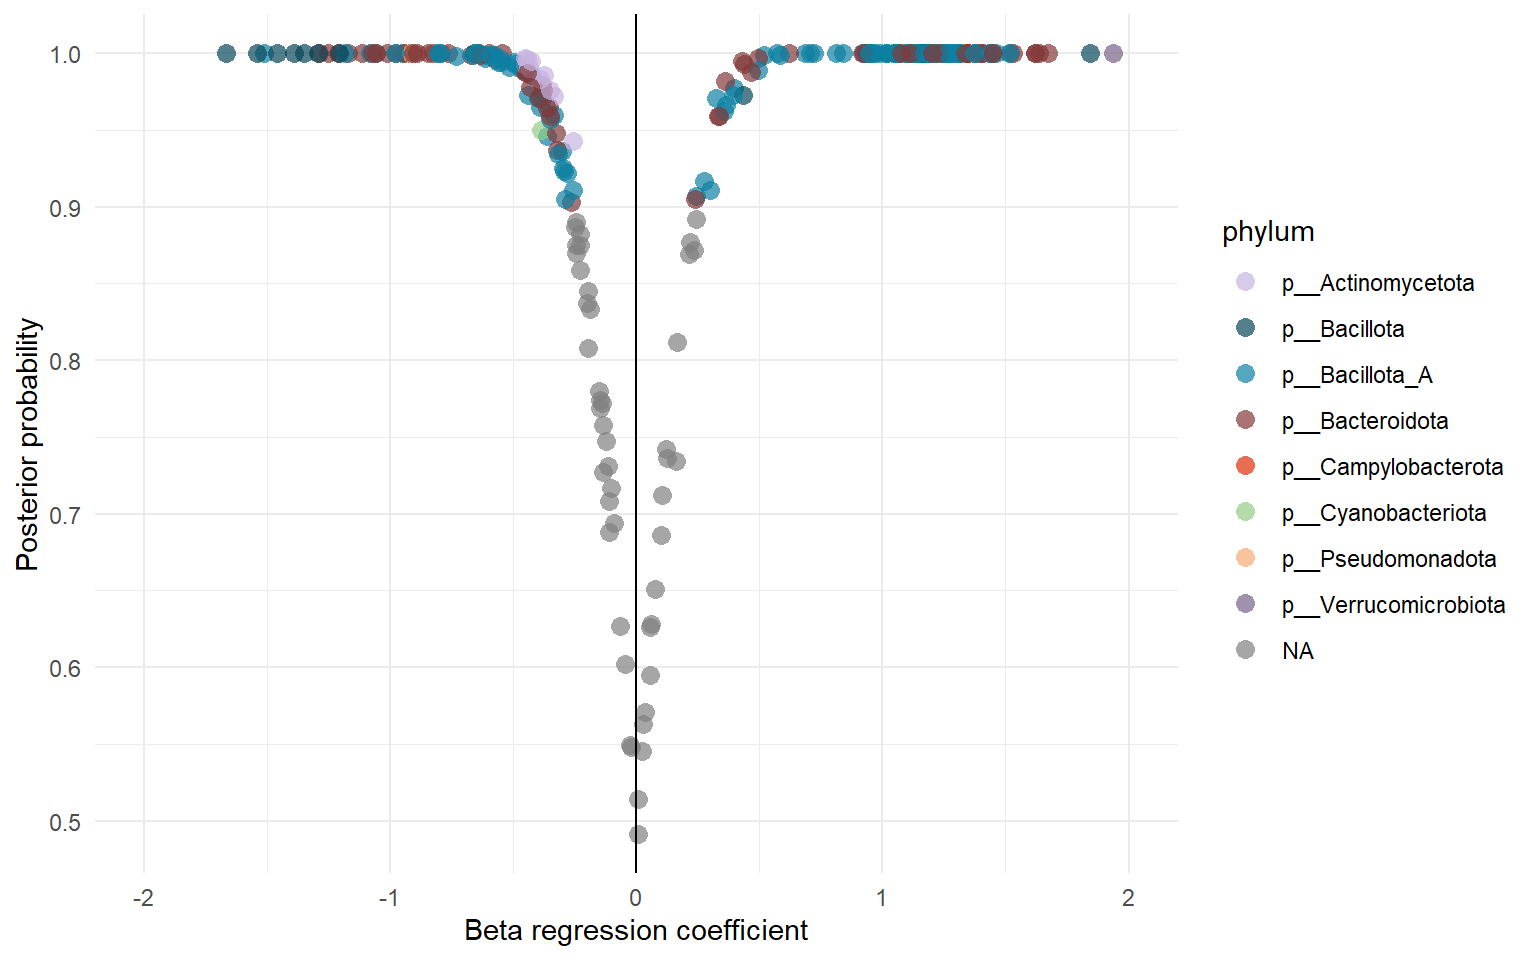 1.0
0.9
0.8
0.7
0.6
0.5
Posterior probability
-2
-1
0
1
2
Beta regression coefficient
phylum
p__Actinomycetota
p__Bacillota
p__Bacillota_A
p__Bacteroidota
p__Campylobacterota
p__Cyanobacteriota
p__Pseudomonadota
p__Verrucomicrobiota
NA